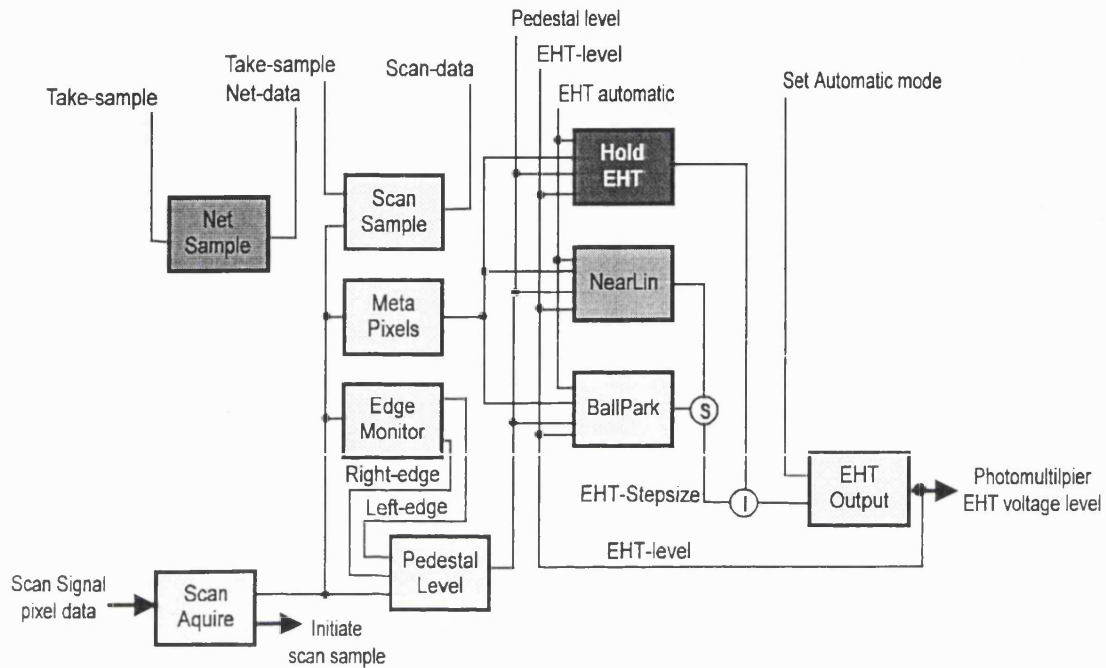 Pedestal level
EHT-level
Take-sample
Net-data
Scan-data
EHT automatic
Set Automatic mode
Take-sample
Hold
EHT
Scan
Sample
Net
Sample
NearLin
Meta
Pixels
Edge
Monitor
BallPark
S
Right-edge
Left-edge
EHT-Stepsize
I
EHT
Output
Photomultilpier
EHT voltage level
EHT-level
Pedestal
Level
Scan Signal
pixel data
Scan
Aquire
Initiate
scan sample